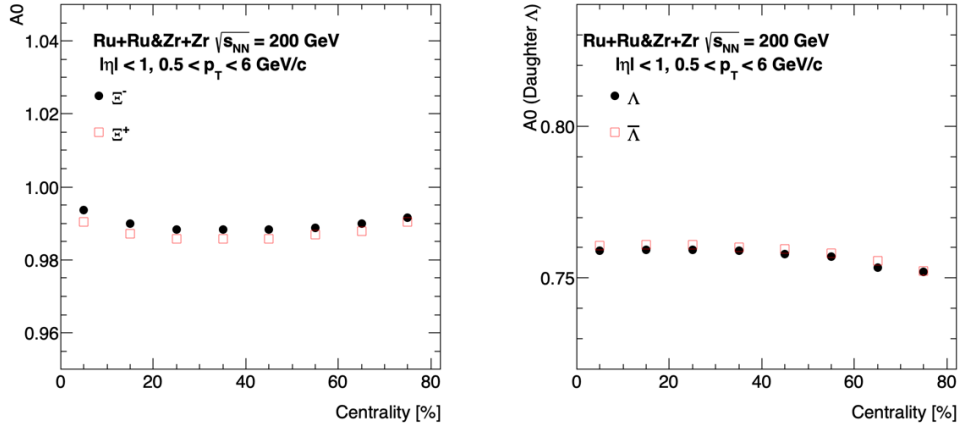 A0
1.04
1.02
1.00
0.98
0.96
Ru+Ru&Zr+Zr √sNN = 200 GeV
|η| < 1, 0.5 < pT < 6 GeV/c
Ξ-
Ξ+
0 20 40 60 80
Centrality [%]
A0 (Daughter Λ)
0.80
0.75
Ru+Ru&Zr+Zr √sNN = 200 GeV
|η| < 1, 0.5 < pT < 6 GeV/c
Λ
Λ̅
0 20 40 60 80
Centrality [%]